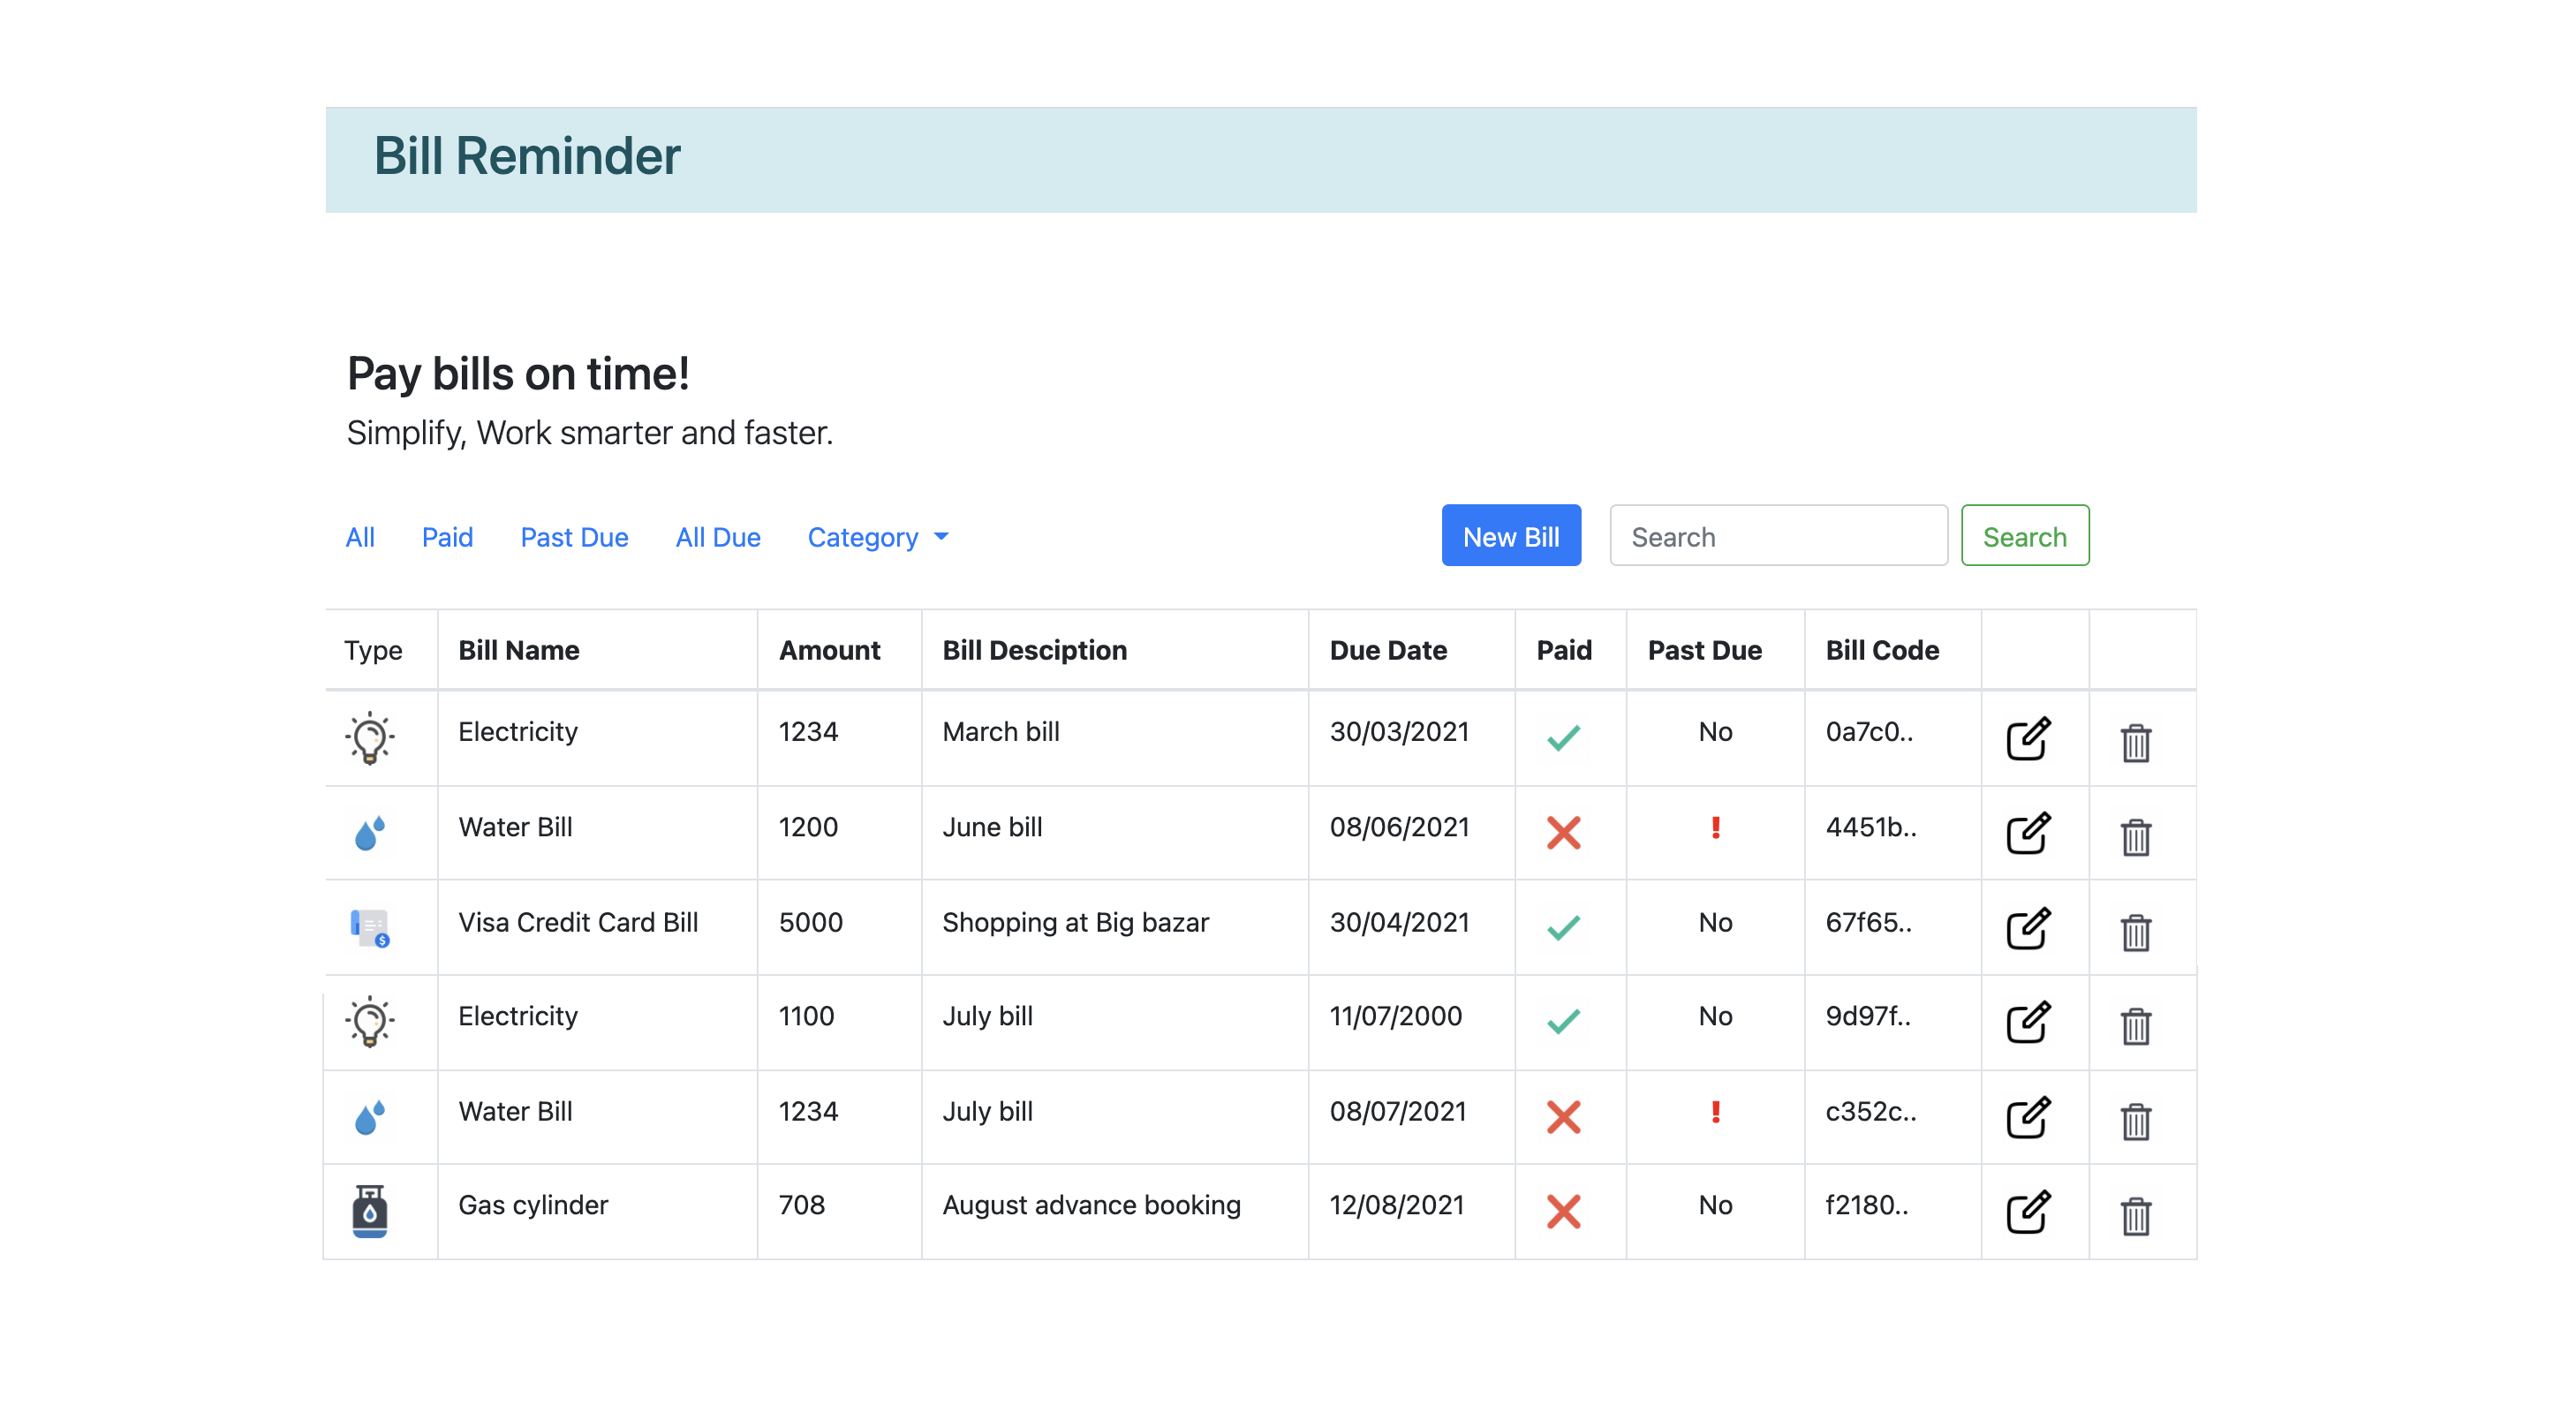 Bill Reminder
Pay bills on time!
Simplify, Work smarter and faster.
All Paid Past Due All Due Category New Bill Search Search
Type Bill Name Amount Bill Desciption Due Date Paid Past Due Bill Code
Electricity 1234 March bill 30/03/2021 No 0a7c0..
Water Bill 1200 June bill 08/06/2021 ! 4451b..
Visa Credit Card Bill 5000 Shopping at Big bazar 30/04/2021 No 67f65..
Electricity 1100 July bill 11/07/2000 No 9d97f..
Water Bill 1234 July bill 08/07/2021 ! c352c..
Gas cylinder 708 August advance booking 12/08/2021 No f2180..